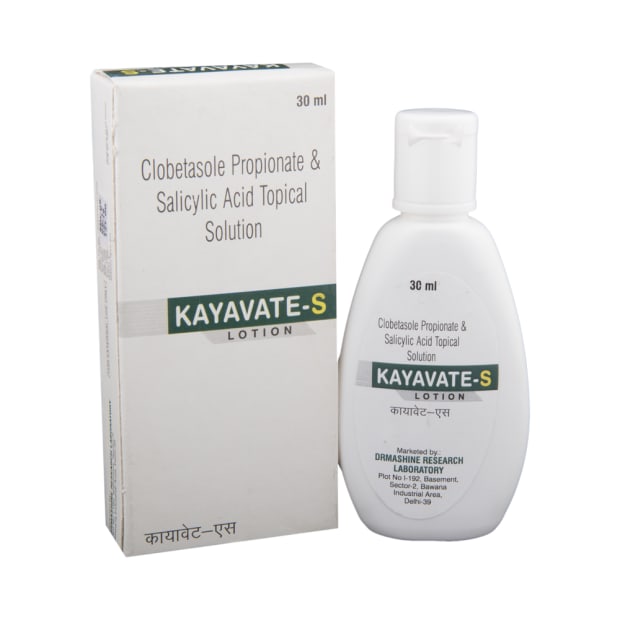 KAYAVATE-S
30 ml
Clobetasole Propionate &
Salicylic Acid Topical
Solution
KAYAVATE-S
LOTION
कायावेट-एस
30 ml
Clobetasole Propionate &
Salicylic Acid Topical
Solution
KAYAVATE-S
LOTION
कायावेट-एस
Marketed by.:
DRMASHINE RESEARCH
LABORATORY
Plot No I-192, Basement,
Sector-2, Bawana
Industrial Area,
Delhi-39